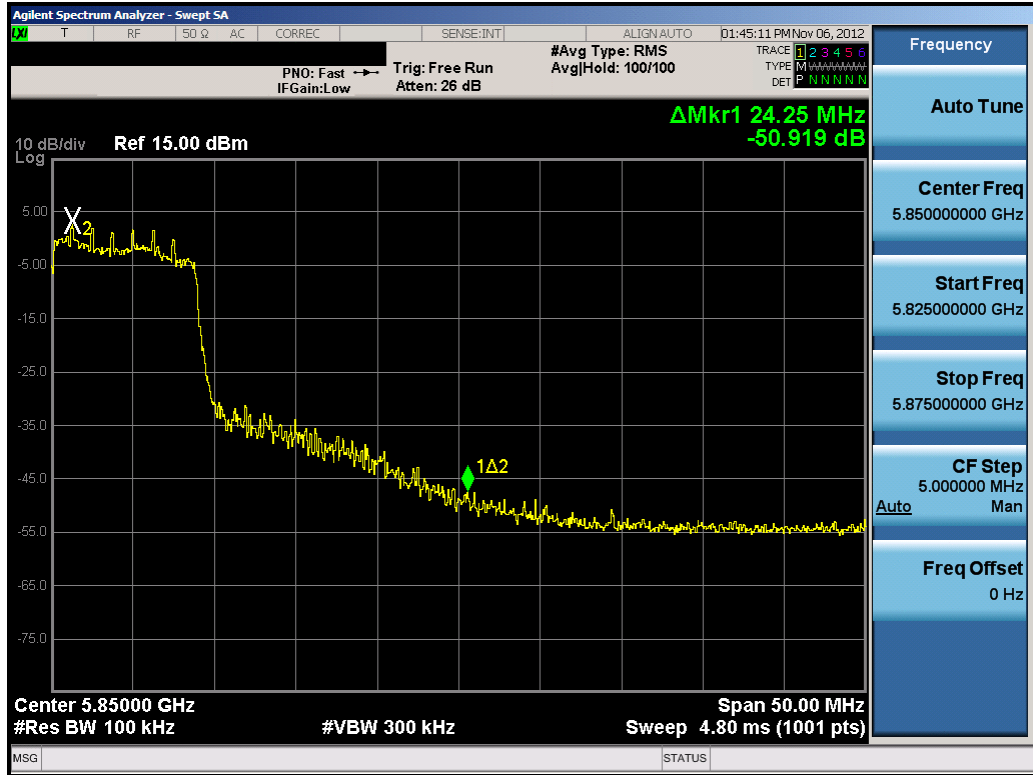 Agilent Spectrum Analyzer - Swept SA
LXI T RF 50 Ω AC CORREC SENSE:INT ALIGN AUTO 01:45:11 PM Nov 06, 2012
PNO: Fast
IFGain:Low
Trig: Free Run
Atten: 26 dB
#Avg Type: RMS
Avg|Hold: 100/100
TRACE 1 2 3 4 5 6
TYPE M WWWWW
DET P N N N N N
ΔMkr1 24.25 MHz
-50.919 dB
10 dB/div
Log
Ref 15.00 dBm
5.00
-5.00
-15.0
-25.0
-35.0
-45.0
-55.0
-65.0
-75.0
X2
1Δ2
Center 5.85000 GHz
Span 50.00 MHz
#Res BW 100 kHz
#VBW 300 kHz
Sweep 4.80 ms (1001 pts)
MSG
STATUS
Frequency
Auto Tune
Center Freq
5.850000000 GHz
Start Freq
5.825000000 GHz
Stop Freq
5.875000000 GHz
CF Step
5.000000 MHz
Auto Man
Freq Offset
0 Hz